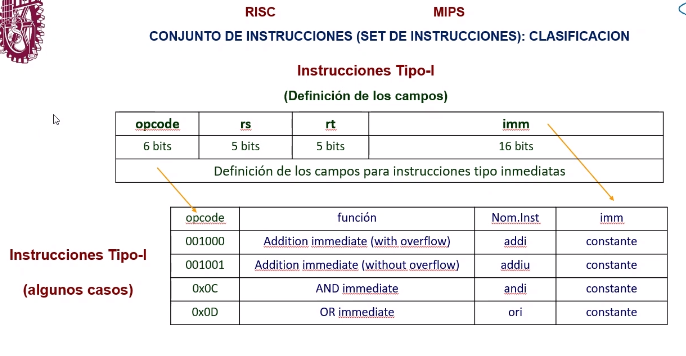 RISC MIPS
CONJUNTO DE INSTRUCCIONES (SET DE INSTRUCCIONES): CLASIFICACION
Instrucciones Tipo-I
(Definición de los campos)
opcode rs rt imm
6 bits 5 bits 5 bits 16 bits
Definición de los campos para instrucciones tipo inmediatas
opcode función Nom.Inst imm
001000 Addition immediate (with overflow) addi constante
001001 Addition immediate (without overflow) addiu constante
0x0C AND immediate andi constante
0x0D OR immediate ori constante
Instrucciones Tipo-I
(algunos casos)